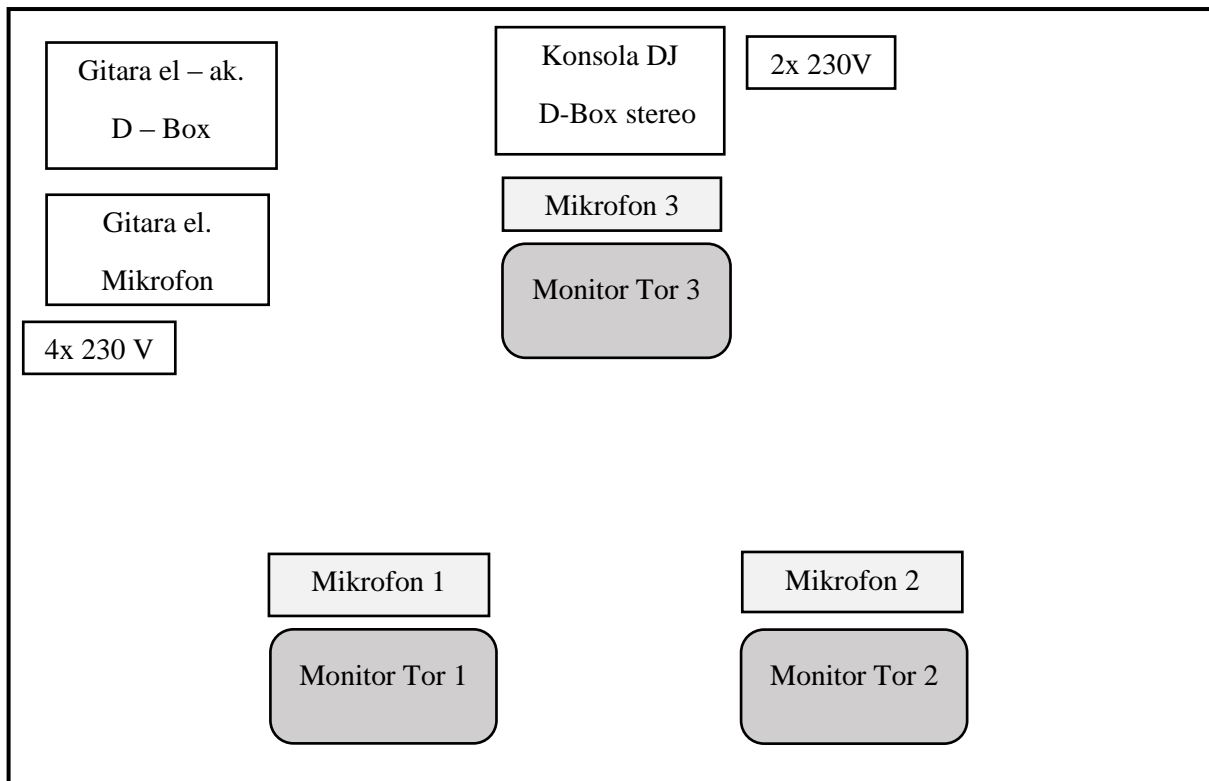 Gitara el – ak.
D – Box
Konsola DJ
D-Box stereo
2x 230V
Gitara el.
Mikrofon
Mikrofon 3
Monitor Tor 3
4x 230 V
Mikrofon 1
Mikrofon 2
Monitor Tor 1
Monitor Tor 2